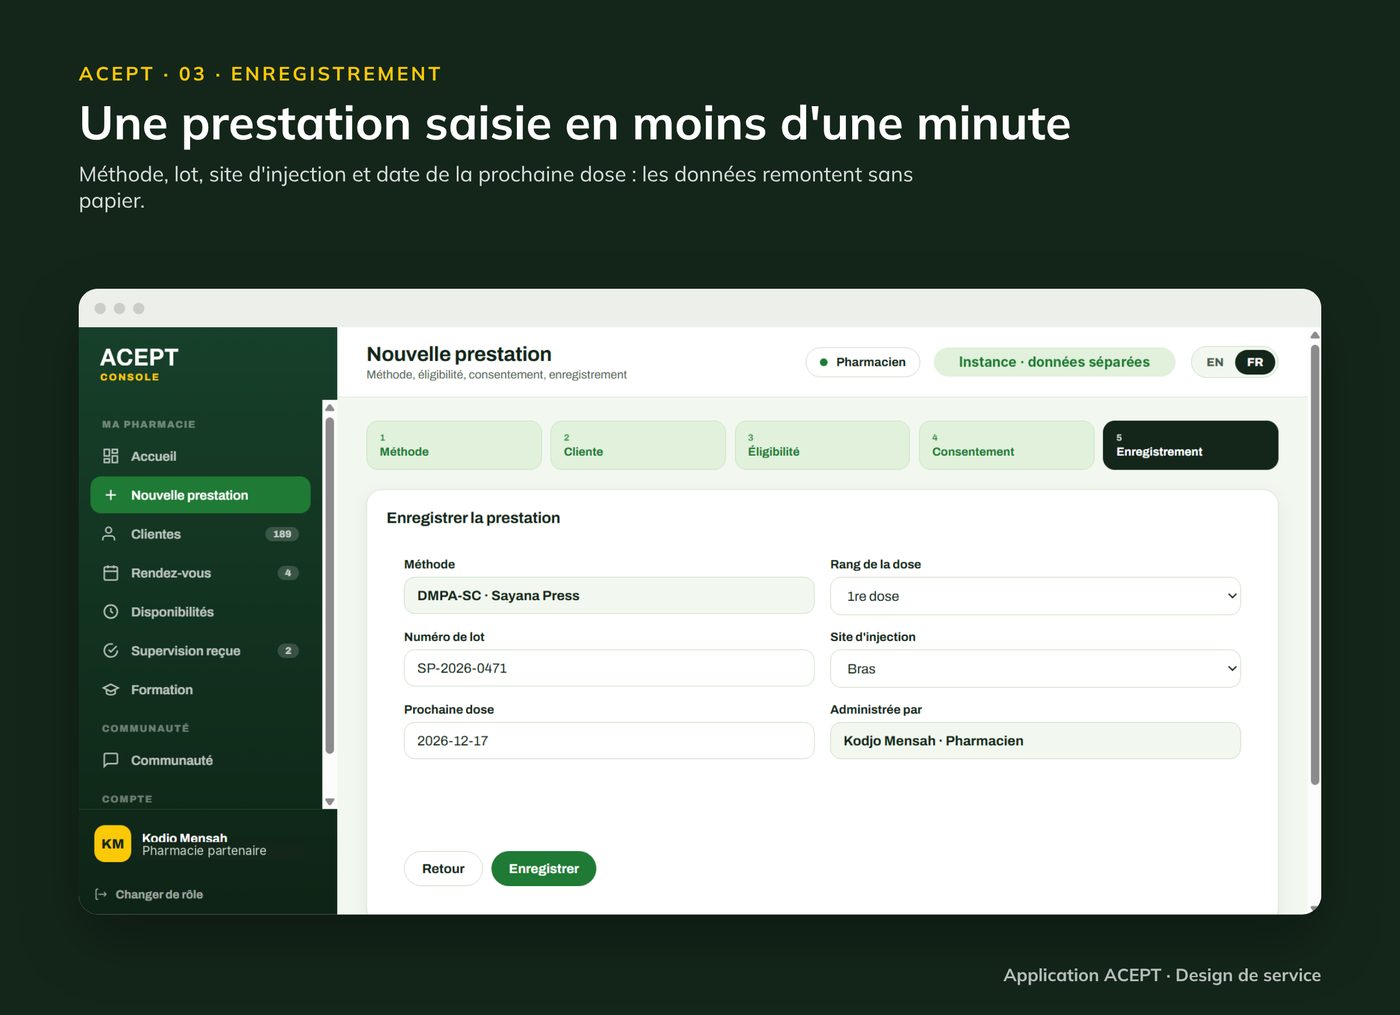 ACEPT · 03 · ENREGISTREMENT
Une prestation saisie en moins d'une minute
Méthode, lot, site d'injection et date de la prochaine dose : les données remontent sans
papier.
ACEPT
CONSOLE
MA PHARMACIE
Accueil
Nouvelle prestation
Clientes 189
Rendez-vous 4
Disponibilités
Supervision reçue 2
Formation
COMMUNAUTÉ
Communauté
COMPTE
KM
Kodjo Mensah
Pharmacie partenaire
Changer de rôle
Nouvelle prestation
Méthode, éligibilité, consentement, enregistrement
Pharmacien
Instance · données séparées
EN FR
1
Méthode
2
Cliente
3
Éligibilité
4
Consentement
5
Enregistrement
Enregistrer la prestation
Méthode
DMPA-SC · Sayana Press
Rang de la dose
1re dose
Numéro de lot
SP-2026-0471
Site d'injection
Bras
Prochaine dose
2026-12-17
Administrée par
Kodjo Mensah · Pharmacien
Retour
Enregistrer
Application ACEPT · Design de service